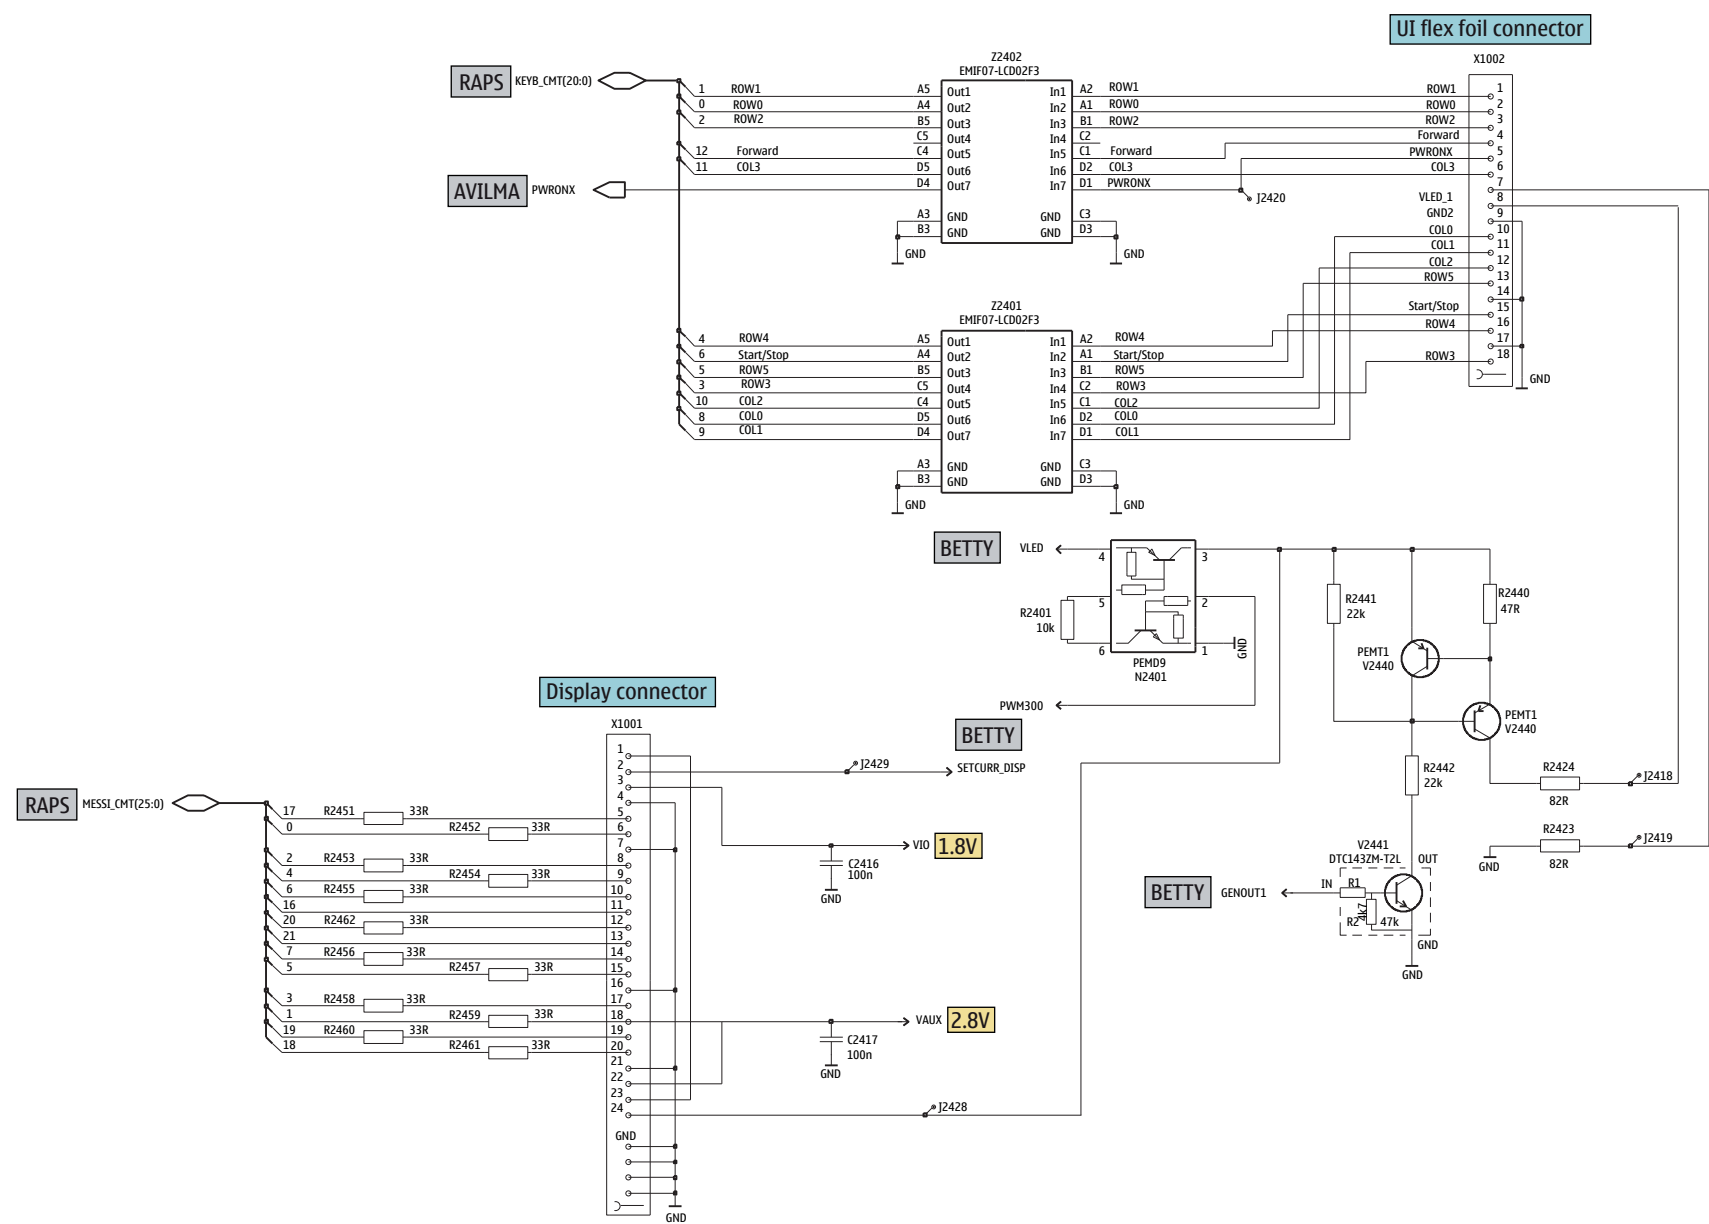 UI flex foil connector
X1002
RAPS KEYB_CMT(20:0)
Z2402
EMIF07-LCD02F3
1 ROW1 A5 Out1 In1 A2 ROW1 ROW1 1
0 ROW0 A4 Out2 In2 A1 ROW0 ROW0 2
2 ROW2 B5 Out3 In3 B1 ROW2 ROW2 3
C5 Out4 In4 C2 Forward 4
12 Forward C4 Out5 In5 C1 Forward PWRONX 5
11 COL3 D5 Out6 In6 D2 COL3 COL3 6
AVILMA PWRONX D4 Out7 In7 D1 PWRONX 7
J2420 VLED_1 8
A3 GND GND C3 GND2 9
B3 GND GND D3 COL0 10
GND GND COL1 11
COL2 12
ROW5 13
14
Start/Stop 15
ROW4 16
17
ROW3 18
GND
Z2401
EMIF07-LCD02F3
4 ROW4 A5 Out1 In1 A2 ROW4
6 Start/Stop A4 Out2 In2 A1 Start/Stop
5 ROW5 B5 Out3 In3 B1 ROW5
3 ROW3 C5 Out4 In4 C2 ROW3
10 COL2 C4 Out5 In5 C1 COL2
8 COL0 D5 Out6 In6 D2 COL0
9 COL1 D4 Out7 In7 D1 COL1
A3 GND GND C3
B3 GND GND D3
GND GND
BETTY VLED 4 3
R2401
10k
5 2
6 1 GND
PEMD9
N2401
R2441
22k
R2440
47R
PEMT1
V2440
PEMT1
V2440
PWM300
BETTY
R2442
22k
R2424
82R
J2418
R2423
82R
J2419
GND
V2441
DTC143ZM-T2L OUT
BETTY GENOUT1 IN R1
R2 4k7 47k
GND
GND
Display connector
X1001
1
2 J2429 SETCURR_DISP
3
4
RAPS MESSI_CMT(25:0)
17 R2451 33R 5
0 R2452 33R 6
7 VIO 1.8V
2 R2453 33R 8 C2416
4 R2454 33R 9 100n
6 R2455 33R 10 GND
16 11
20 R2462 33R 12
21 13
7 R2456 33R 14
5 R2457 33R 15
16
3 R2458 33R 17
1 R2459 33R 18 VAUX 2.8V
19 R2460 33R 19 C2417
18 R2461 33R 20 100n
21 GND
22
23
24 J2428
GND
GND